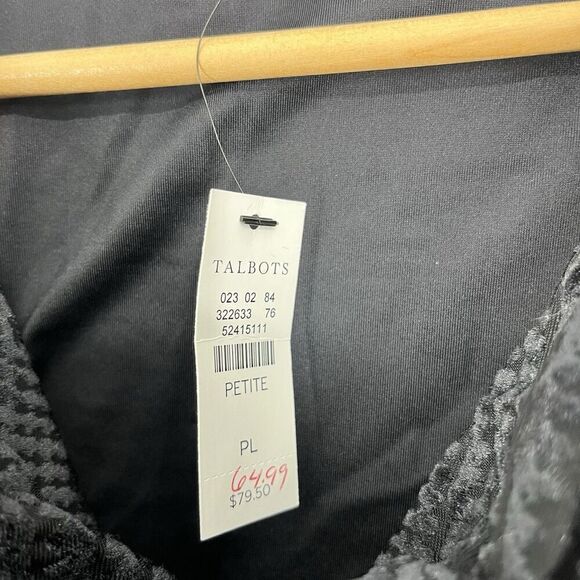 TALBOTS
023 02 84
322633 76
52415111
PETITE
PL
64.99
$79.50